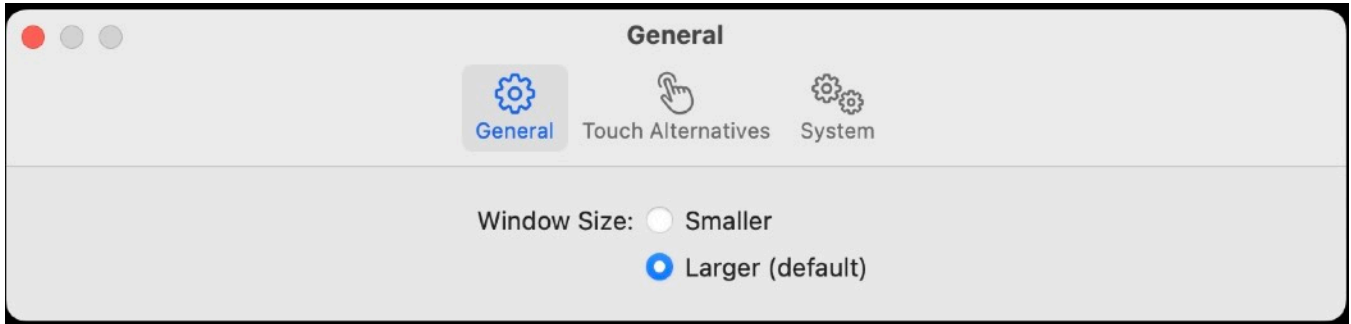 General
General
Touch Alternatives
System
Window Size: Smaller
Larger (default)